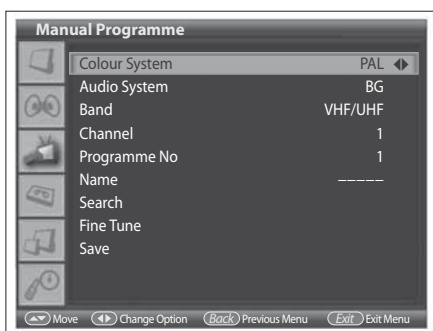 Manual Programme
Colour System PAL
Audio System BG
Band VHF/UHF
Channel 1
Programme No 1
Name –––––
Search
Fine Tune
Save
Move Change Option Back Previous Menu Exit Exit Menu